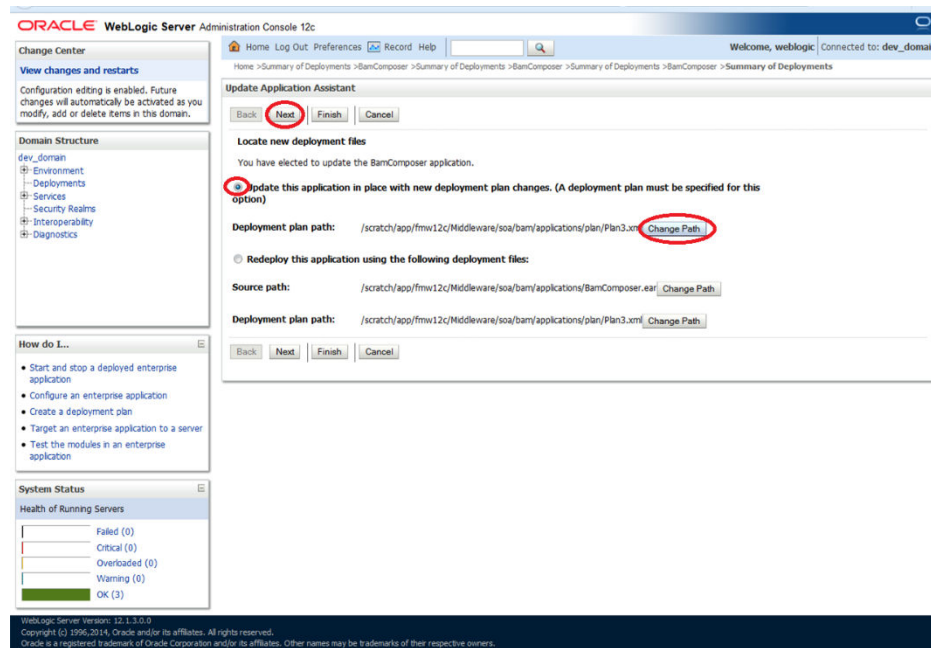 ORACLE WebLogic Server Administration Console 12c
Change Center
View changes and restarts
Configuration editing is enabled. Future
changes will automatically be activated as you
modify, add or delete items in this domain.
Domain Structure
dev_domain
Environment
Deployments
Services
Security Realms
Interoperability
Diagnostics
How do I...
Start and stop a deployed enterprise
application
Configure an enterprise application
Create a deployment plan
Target an enterprise application to a server
Test the modules in an enterprise
application
System Status
Health of Running Servers
Failed (0)
Critical (0)
Overloaded (0)
Warning (0)
OK (3)
Home Log Out Preferences Record Help
Welcome, weblogic Connected to: dev_domai
Home >Summary of Deployments >BamComposer >Summary of Deployments >BamComposer >Summary of Deployments >BamComposer >Summary of Deployments
Update Application Assistant
Back Next Finish Cancel
Locate new deployment files
You have elected to update the BamComposer application.
Update this application in place with new deployment plan changes. (A deployment plan must be specified for this
option)
Deployment plan path: /scratch/app/fmw12c/Middleware/soa/bam/applications/plan/Plan3.xml Change Path
Redeploy this application using the following deployment files:
Source path: /scratch/app/fmw12c/Middleware/soa/bam/applications/BamComposer.ear Change Path
Deployment plan path: /scratch/app/fmw12c/Middleware/soa/bam/applications/plan/Plan3.xml Change Path
Back Next Finish Cancel
WebLogic Server Version: 12.1.3.0.0
Copyright (c) 1996,2014, Oracle and/or its affiliates. All rights reserved.
Oracle is a registered trademark of Oracle Corporation and/or its affiliates. Other names may be trademarks of their respective owners.